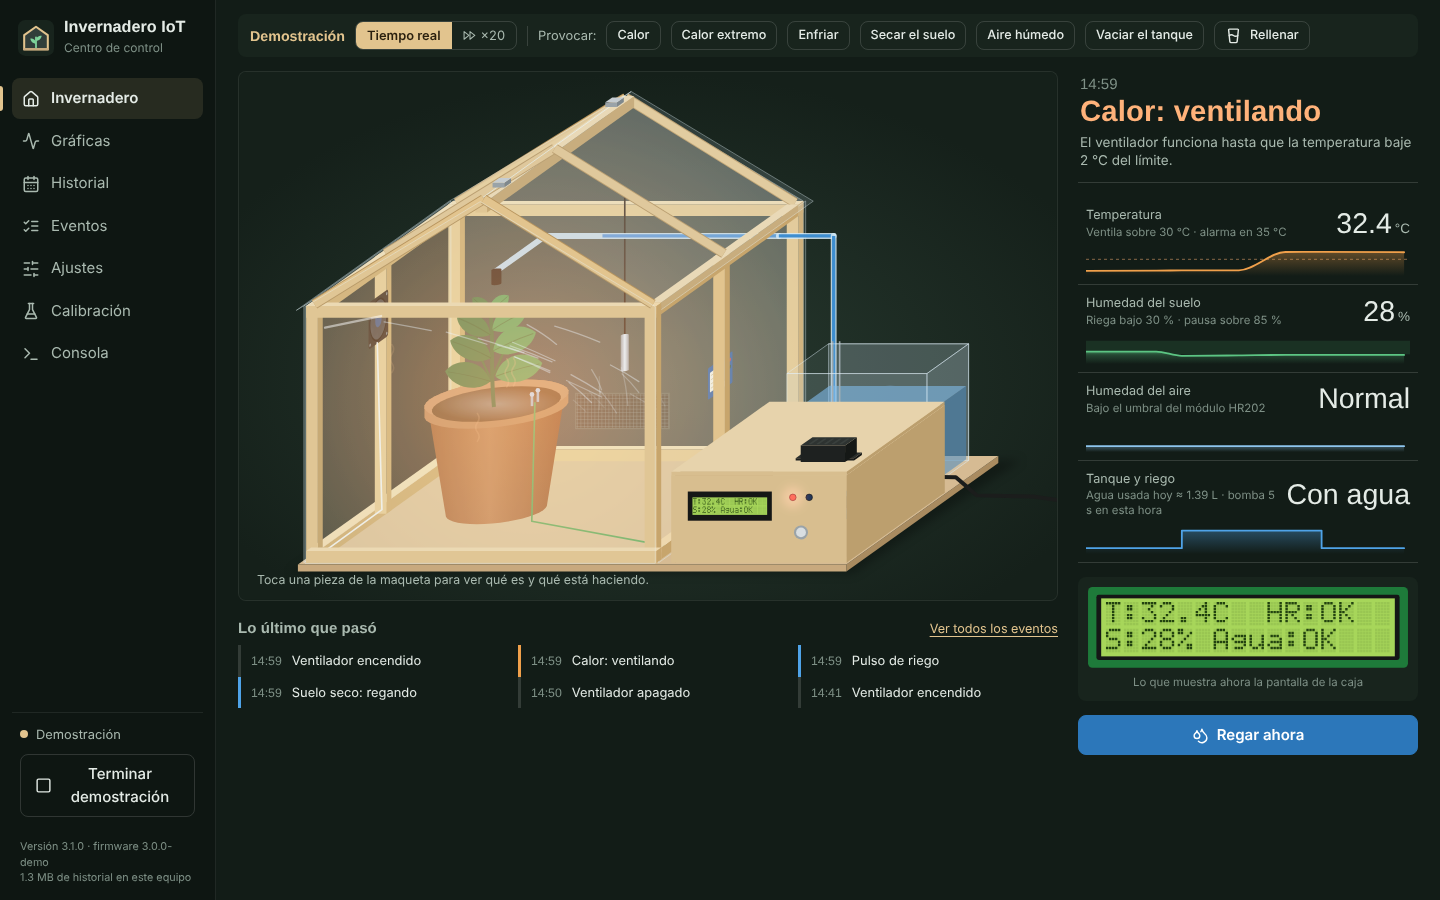 Invernadero IoT
Centro de control
Invernadero
Gráficas
Historial
Eventos
Ajustes
Calibración
Consola
Demostración
Terminar
demostración
Versión 3.1.0 · firmware 3.0.0-
demo
1.3 MB de historial en este equipo
Demostración
Tiempo real
×20
Provocar:
Calor
Calor extremo
Enfriar
Secar el suelo
Aire húmedo
Vaciar el tanque
Rellenar
T:32.4C HR:OK
S:28% Agua:OK
Toca una pieza de la maqueta para ver qué es y qué está haciendo.
Lo último que pasó
Ver todos los eventos
14:59 Ventilador encendido
14:59 Calor: ventilando
14:59 Pulso de riego
14:59 Suelo seco: regando
14:50 Ventilador apagado
14:41 Ventilador encendido
14:59
Calor: ventilando
El ventilador funciona hasta que la temperatura baje
2 °C del límite.
Temperatura
Ventila sobre 30 °C · alarma en 35 °C
32.4 °C
Humedad del suelo
Riega bajo 30 % · pausa sobre 85 %
28 %
Humedad del aire
Bajo el umbral del módulo HR202
Normal
Tanque y riego
Agua usada hoy ≈ 1.39 L · bomba 5
s en esta hora
Con agua
T:32.4C HR:OK
S:28% Agua:OK
Lo que muestra ahora la pantalla de la caja
Regar ahora